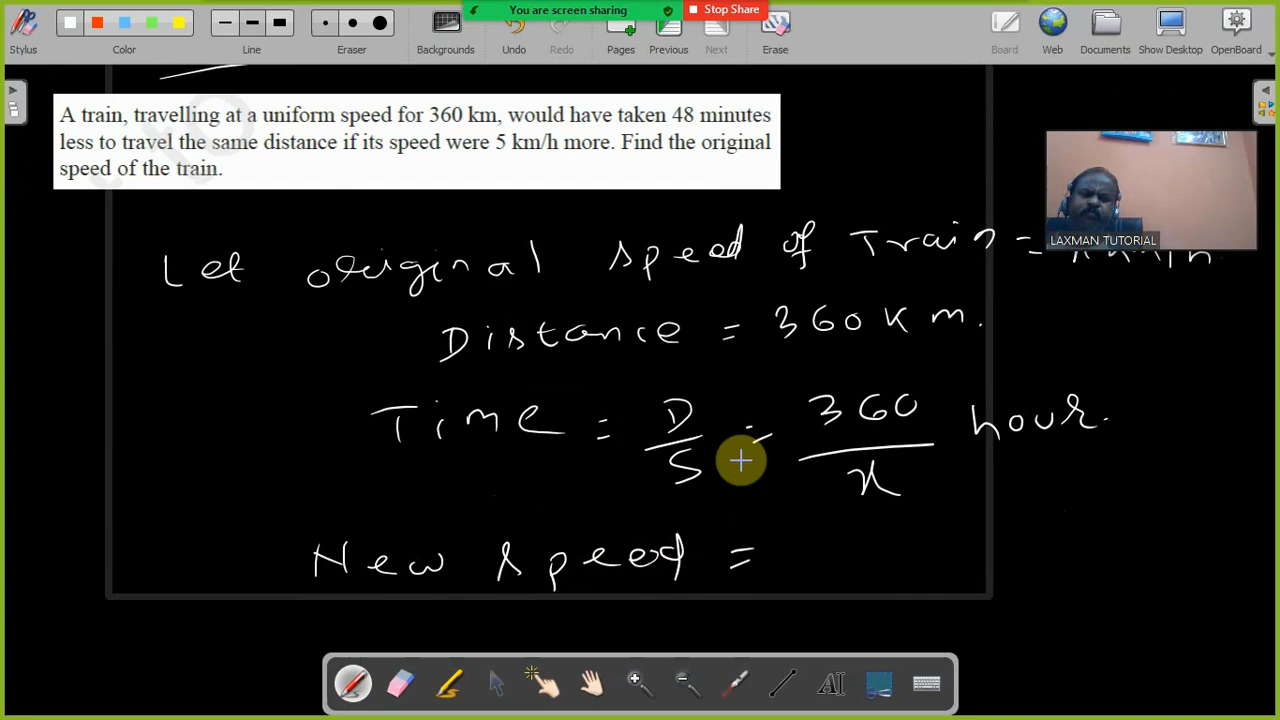 You are screen sharing Stop Share
Stylus Color Line Eraser Backgrounds Undo Redo Pages Previous Next Erase Board Web Documents Show Desktop OpenBoard
A train, travelling at a uniform speed for 360 km, would have taken 48 minutes
less to travel the same distance if its speed were 5 km/h more. Find the original
speed of the train.
LAXMAN TUTORIAL
Let original speed of Train =
Distance = 360 Km.
Time = D/S = 360/x hour.
New speed =
AI